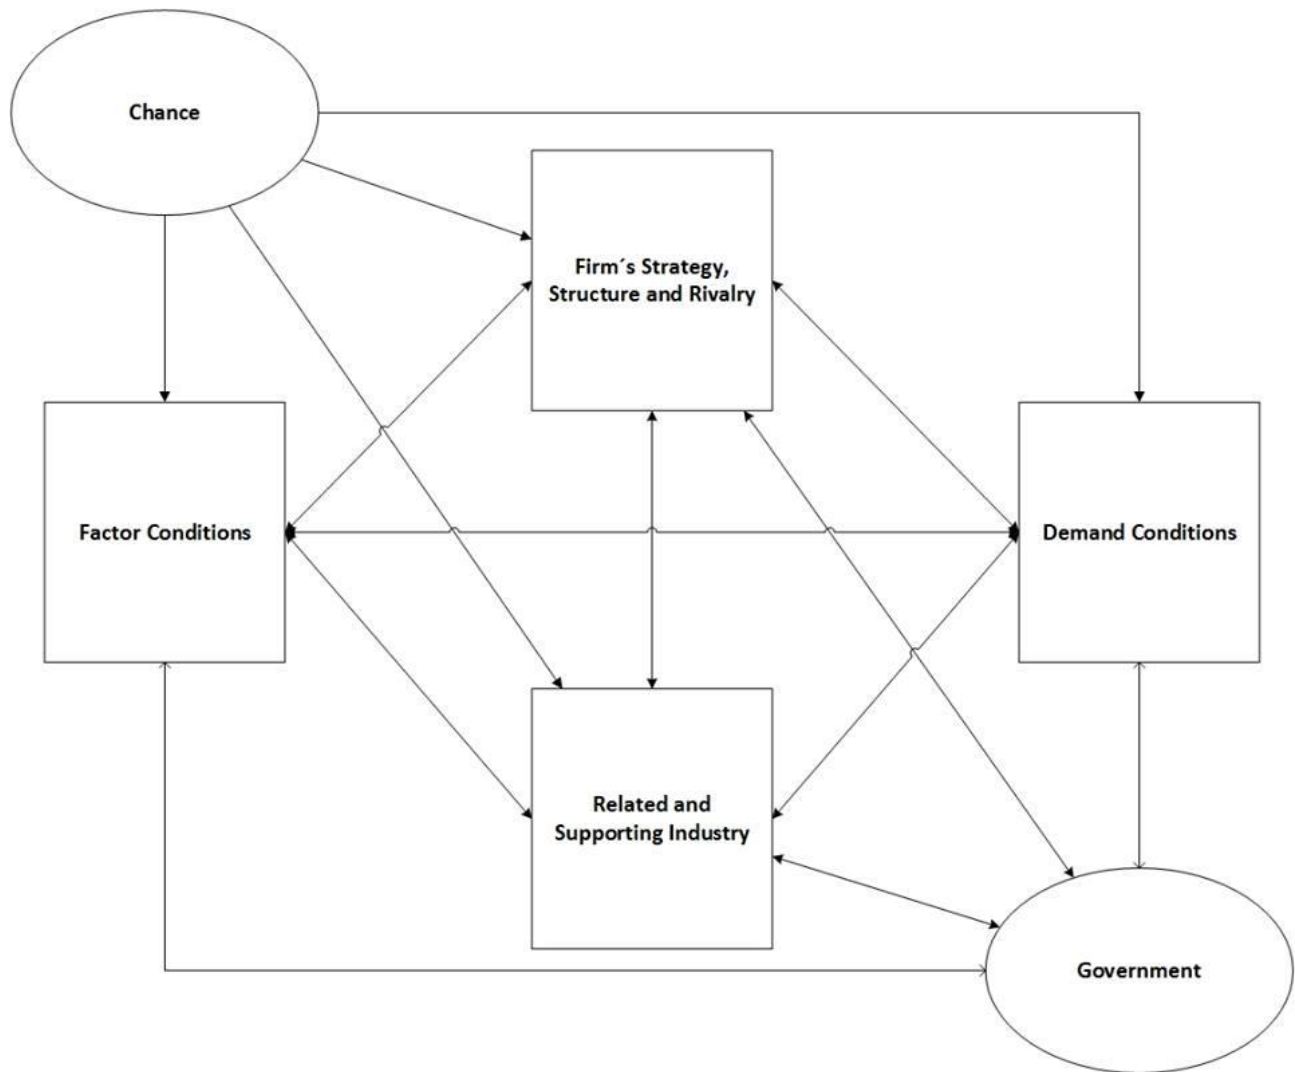 Chance
Firm´s Strategy,
Structure and Rivalry
Factor Conditions
Demand Conditions
Related and
Supporting Industry
Government